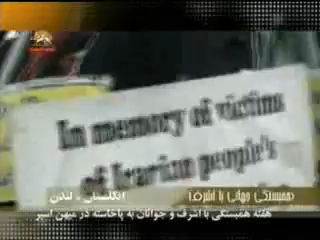 In memory of victims
of Iranian people's
همبستگی جهانی با اشرف
انگلستان - لندن
هفته همبستگی با اشرف و جوانان به پاخاسته در میهن اسیر